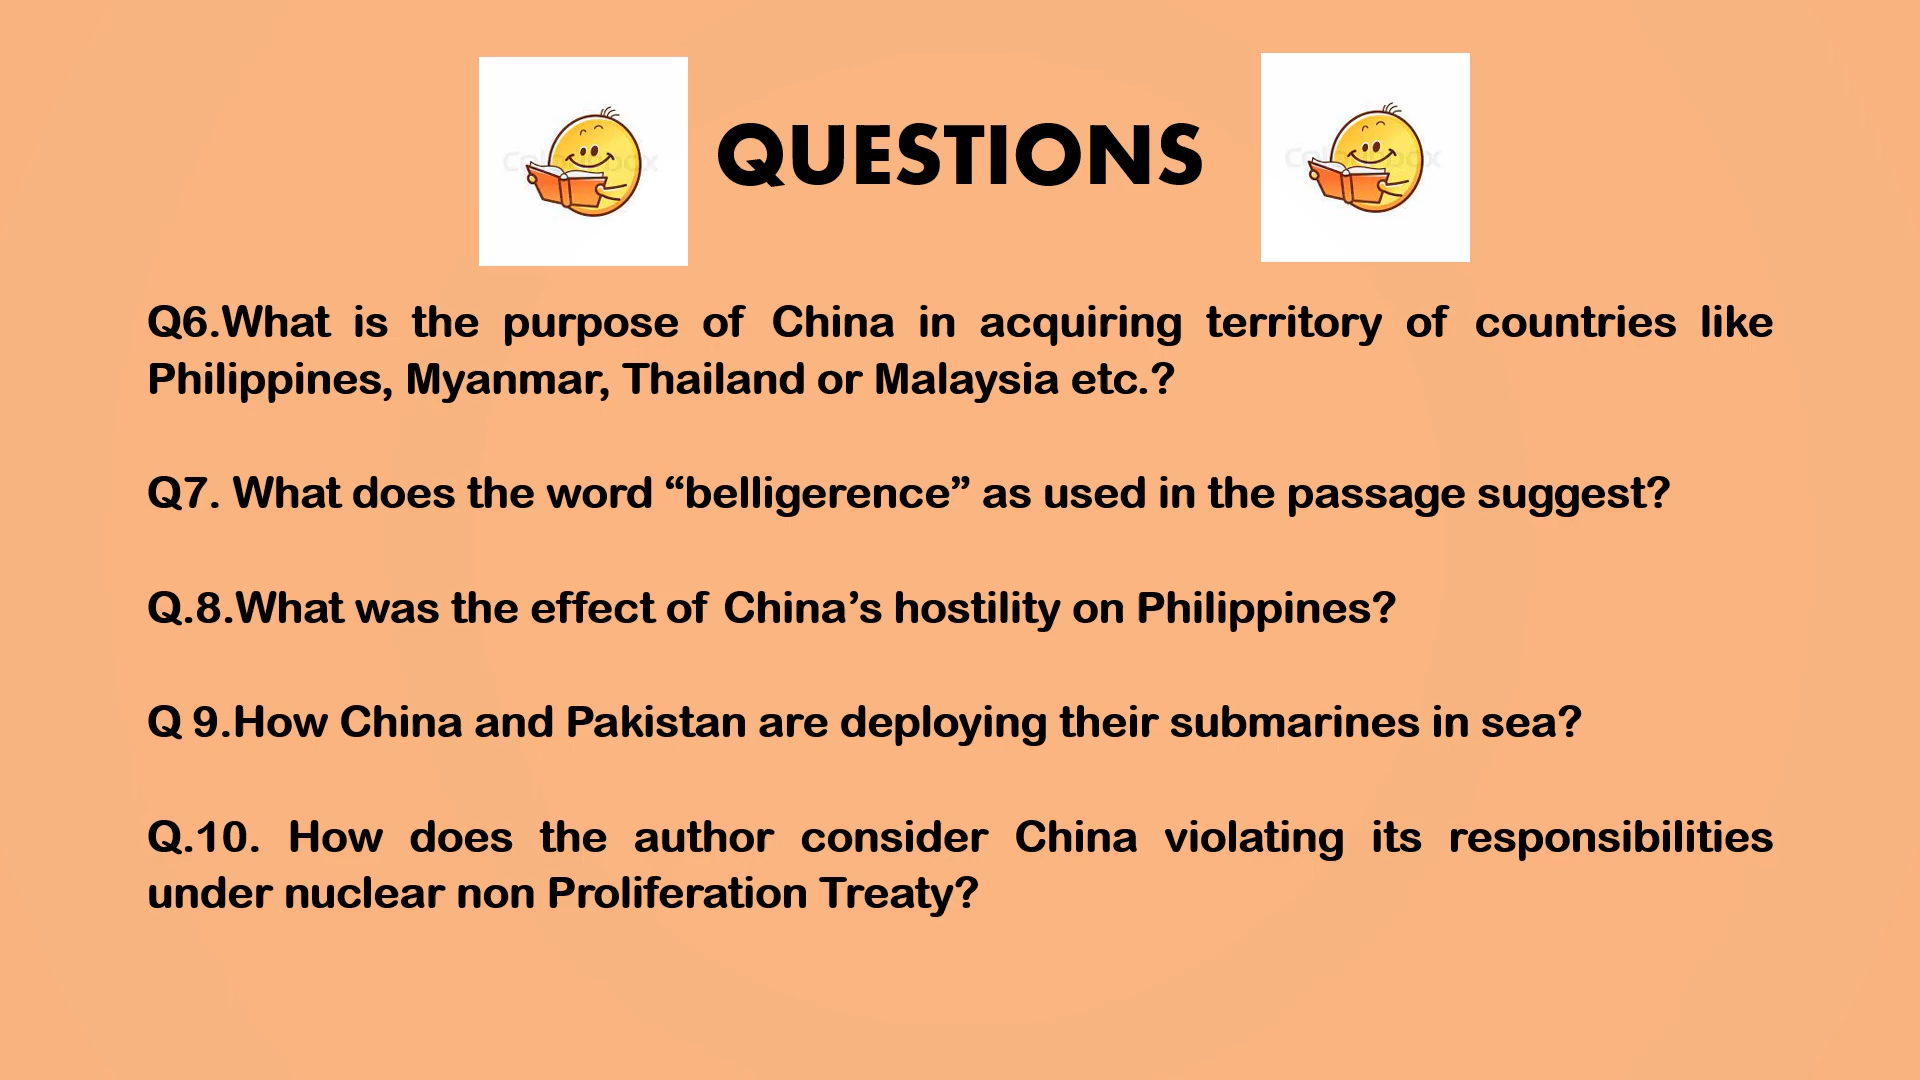 QUESTIONS
Q6.What is the purpose of China in acquiring territory of countries like
Philippines, Myanmar, Thailand or Malaysia etc.?
Q7. What does the word “belligerence” as used in the passage suggest?
Q.8.What was the effect of China’s hostility on Philippines?
Q 9.How China and Pakistan are deploying their submarines in sea?
Q.10. How does the author consider China violating its responsibilities
under nuclear non Proliferation Treaty?